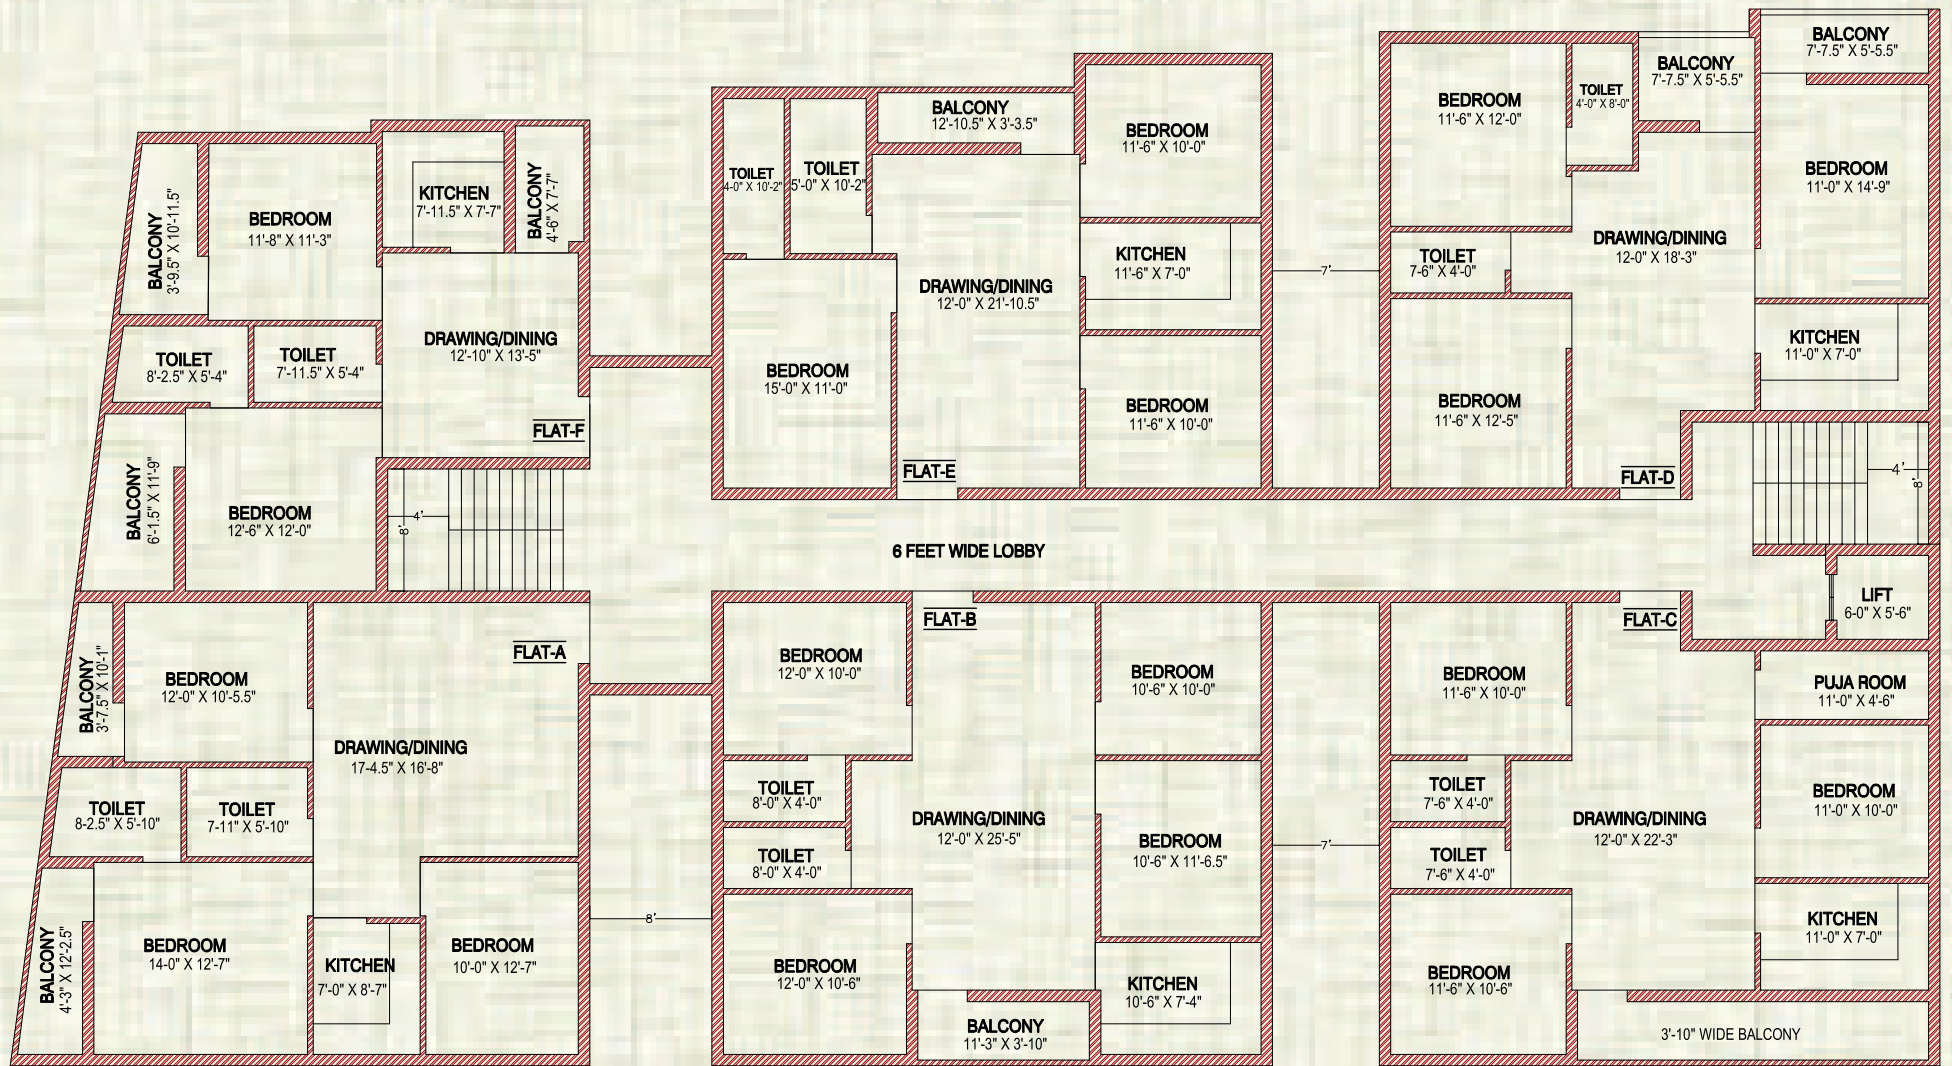 BALCONY
3'-9.5" X 10'-11.5"
BEDROOM
11'-8" X 11'-3"
KITCHEN
7'-11.5" X 7'-7"
BALCONY
4'-6" X 7'-7"
TOILET
8'-2.5" X 5'-4"
TOILET
7'-11.5" X 5'-4"
DRAWING/DINING
12'-10" X 13'-5"
FLAT-F
BALCONY
6'-1.5" X 11'-9"
BEDROOM
12'-6" X 12'-0"
4'
8'
TOILET
4-0" X 10'-2"
TOILET
5'-0" X 10'-2"
BALCONY
12'-10.5" X 3'-3.5"
BEDROOM
11'-6" X 10'-0"
KITCHEN
11'-6" X 7'-0"
DRAWING/DINING
12'-0" X 21'-10.5"
BEDROOM
15'-0" X 11'-0"
BEDROOM
11'-6" X 10'-0"
FLAT-E
7'
BEDROOM
11'-6" X 12'-0"
TOILET
4'-0" X 8'-0"
BALCONY
7'-7.5" X 5'-5.5"
BALCONY
7'-7.5" X 5'-5.5"
BEDROOM
11'-0" X 14'-9"
DRAWING/DINING
12'-0" X 18'-3"
TOILET
7-6" X 4'-0"
KITCHEN
11'-0" X 7'-0"
BEDROOM
11'-6" X 12'-5"
FLAT-D
4'
8'
6 FEET WIDE LOBBY
LIFT
6-0" X 5'-6"
BALCONY
3'-7.5" X 10'-1"
BEDROOM
12'-0" X 10'-5.5"
FLAT-A
DRAWING/DINING
17-4.5" X 16'-8"
TOILET
8-2.5" X 5'-10"
TOILET
7-11" X 5'-10"
BALCONY
4'-3" X 12'-2.5"
BEDROOM
14-0" X 12'-7"
KITCHEN
7'-0" X 8'-7"
BEDROOM
10'-0" X 12'-7"
8'
FLAT-B
BEDROOM
12'-0" X 10'-0"
BEDROOM
10'-6" X 10'-0"
TOILET
8'-0" X 4'-0"
DRAWING/DINING
12'-0" X 25'-5"
TOILET
8'-0" X 4'-0"
BEDROOM
10'-6" X 11'-6.5"
BEDROOM
12'-0" X 10'-6"
KITCHEN
10'-6" X 7'-4"
BALCONY
11'-3" X 3'-10"
7'
FLAT-C
BEDROOM
11'-6" X 10'-0"
PUJA ROOM
11'-0" X 4'-6"
TOILET
7'-6" X 4'-0"
BEDROOM
11'-0" X 10'-0"
DRAWING/DINING
12'-0" X 22'-3"
TOILET
7'-6" X 4'-0"
KITCHEN
11'-0" X 7'-0"
BEDROOM
11'-6" X 10'-6"
3'-10" WIDE BALCONY